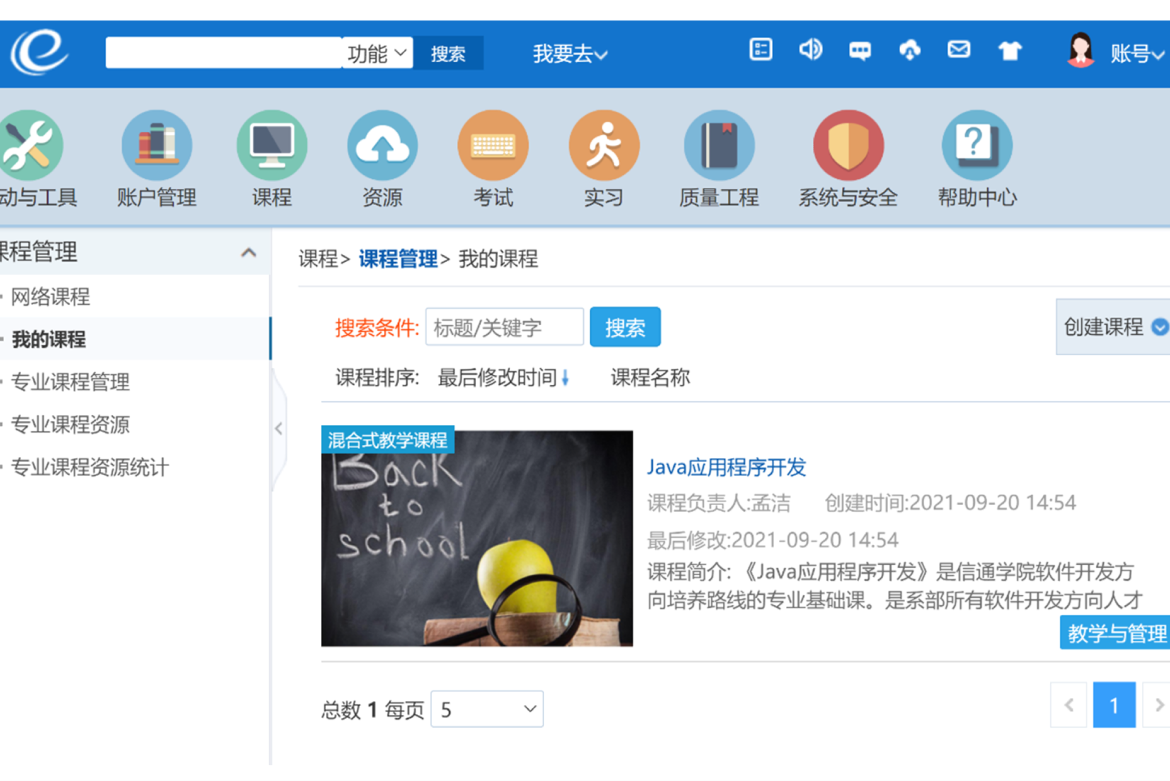 功能 搜索 我要去 账号
动与工具 账户管理 课程 资源 考试 实习 质量工程 系统与安全 帮助中心
课程管理
网络课程
我的课程
专业课程管理
专业课程资源
专业课程资源统计
课程> 课程管理> 我的课程
搜索条件: 标题/关键字 搜索 创建课程
课程排序: 最后修改时间 课程名称
混合式教学课程
Back
to
school
Java应用程序开发
课程负责人:孟洁 创建时间:2021-09-20 14:54
最后修改:2021-09-20 14:54
课程简介: 《Java应用程序开发》是信通学院软件开发方
向培养路线的专业基础课。是系部所有软件开发方向人才
教学与管理
总数 1 每页 5 < 1 >